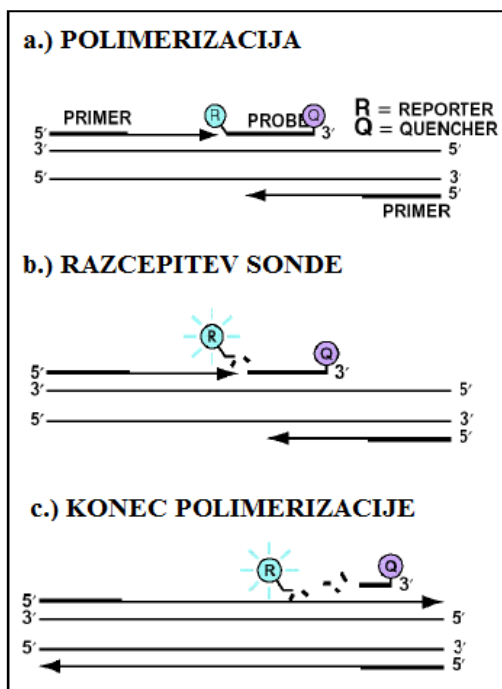 a.) POLIMERIZACIJA
R = REPORTER
Q = QUENCHER
PRIMER R PROBE Q
5′ 3′
3′ 5′
5′ 3′
5′
PRIMER
b.) RAZCEPITEV SONDE
R
Q
5′ 3′
3′ 5′
5′ 3′
5′
c.) KONEC POLIMERIZACIJE
R Q
3′
5′
3′ 5′
5′ 3′
5′